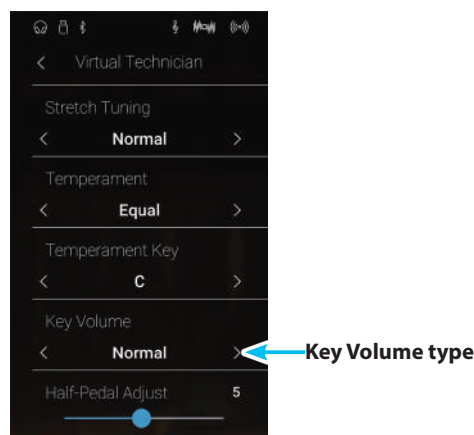 < Virtual Technician
Stretch Tuning
< Normal >
Temperament
< Equal >
Temperament Key
< C >
Key Volume
< Normal > Key Volume type
Half-Pedal Adjust 5